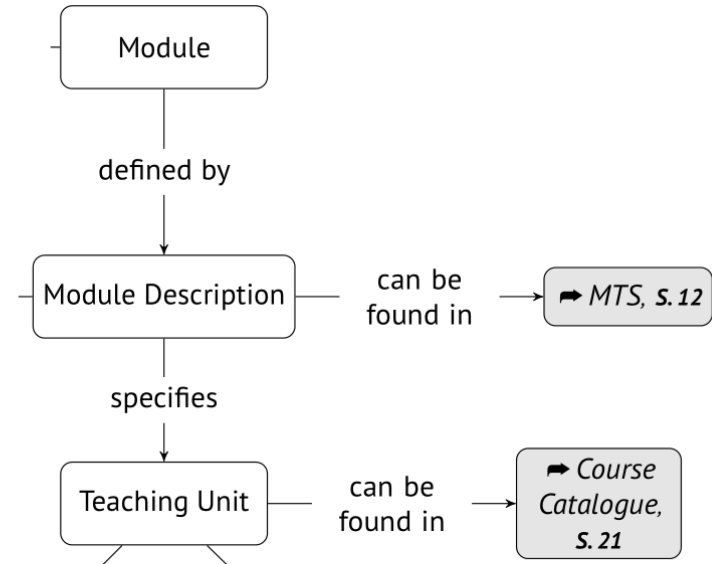 Module
defined by
Module Description
can be
found in
➦ MTS, S. 12
specifies
Teaching Unit
can be
found in
➦ Course
Catalogue,
S. 21